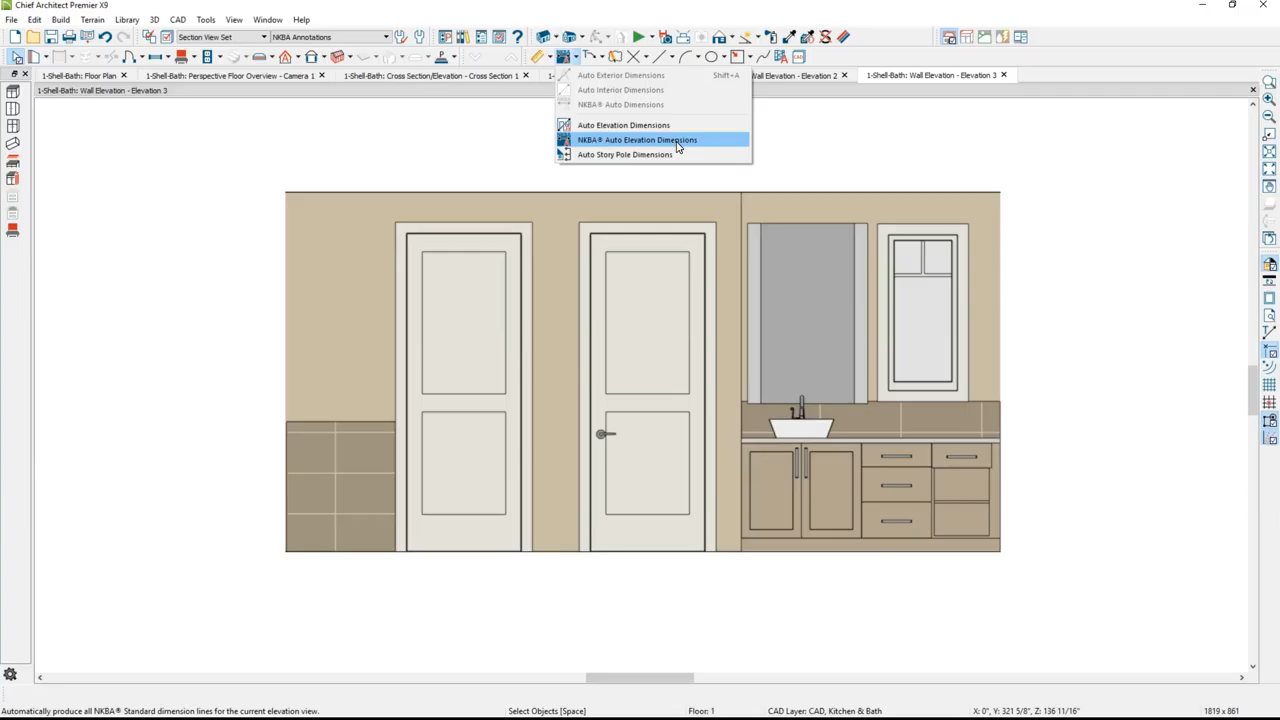 Chief Architect Premier X9
File Edit Build Terrain Library 3D CAD Tools View Window Help
Section View Set NKBA Annotations
1-Shell-Bath: Floor Plan 1-Shell-Bath: Perspective Floor Overview - Camera 1 1-Shell-Bath: Cross Section/Elevation - Cross Section 1 1- Wall Elevation - Elevation 2 1-Shell-Bath: Wall Elevation - Elevation 3
1-Shell-Bath: Wall Elevation - Elevation 3
Auto Exterior Dimensions Shift+A
Auto Interior Dimensions
NKBA® Auto Dimensions
Auto Elevation Dimensions
NKBA® Auto Elevation Dimensions
Auto Story Pole Dimensions
Automatically produce all NKBA® Standard dimension lines for the current elevation view. Select Objects [Space] Floor: 1 CAD Layer: CAD, Kitchen & Bath X: 0", Y: 321 5/8", Z: 136 11/16" 1819 x 861